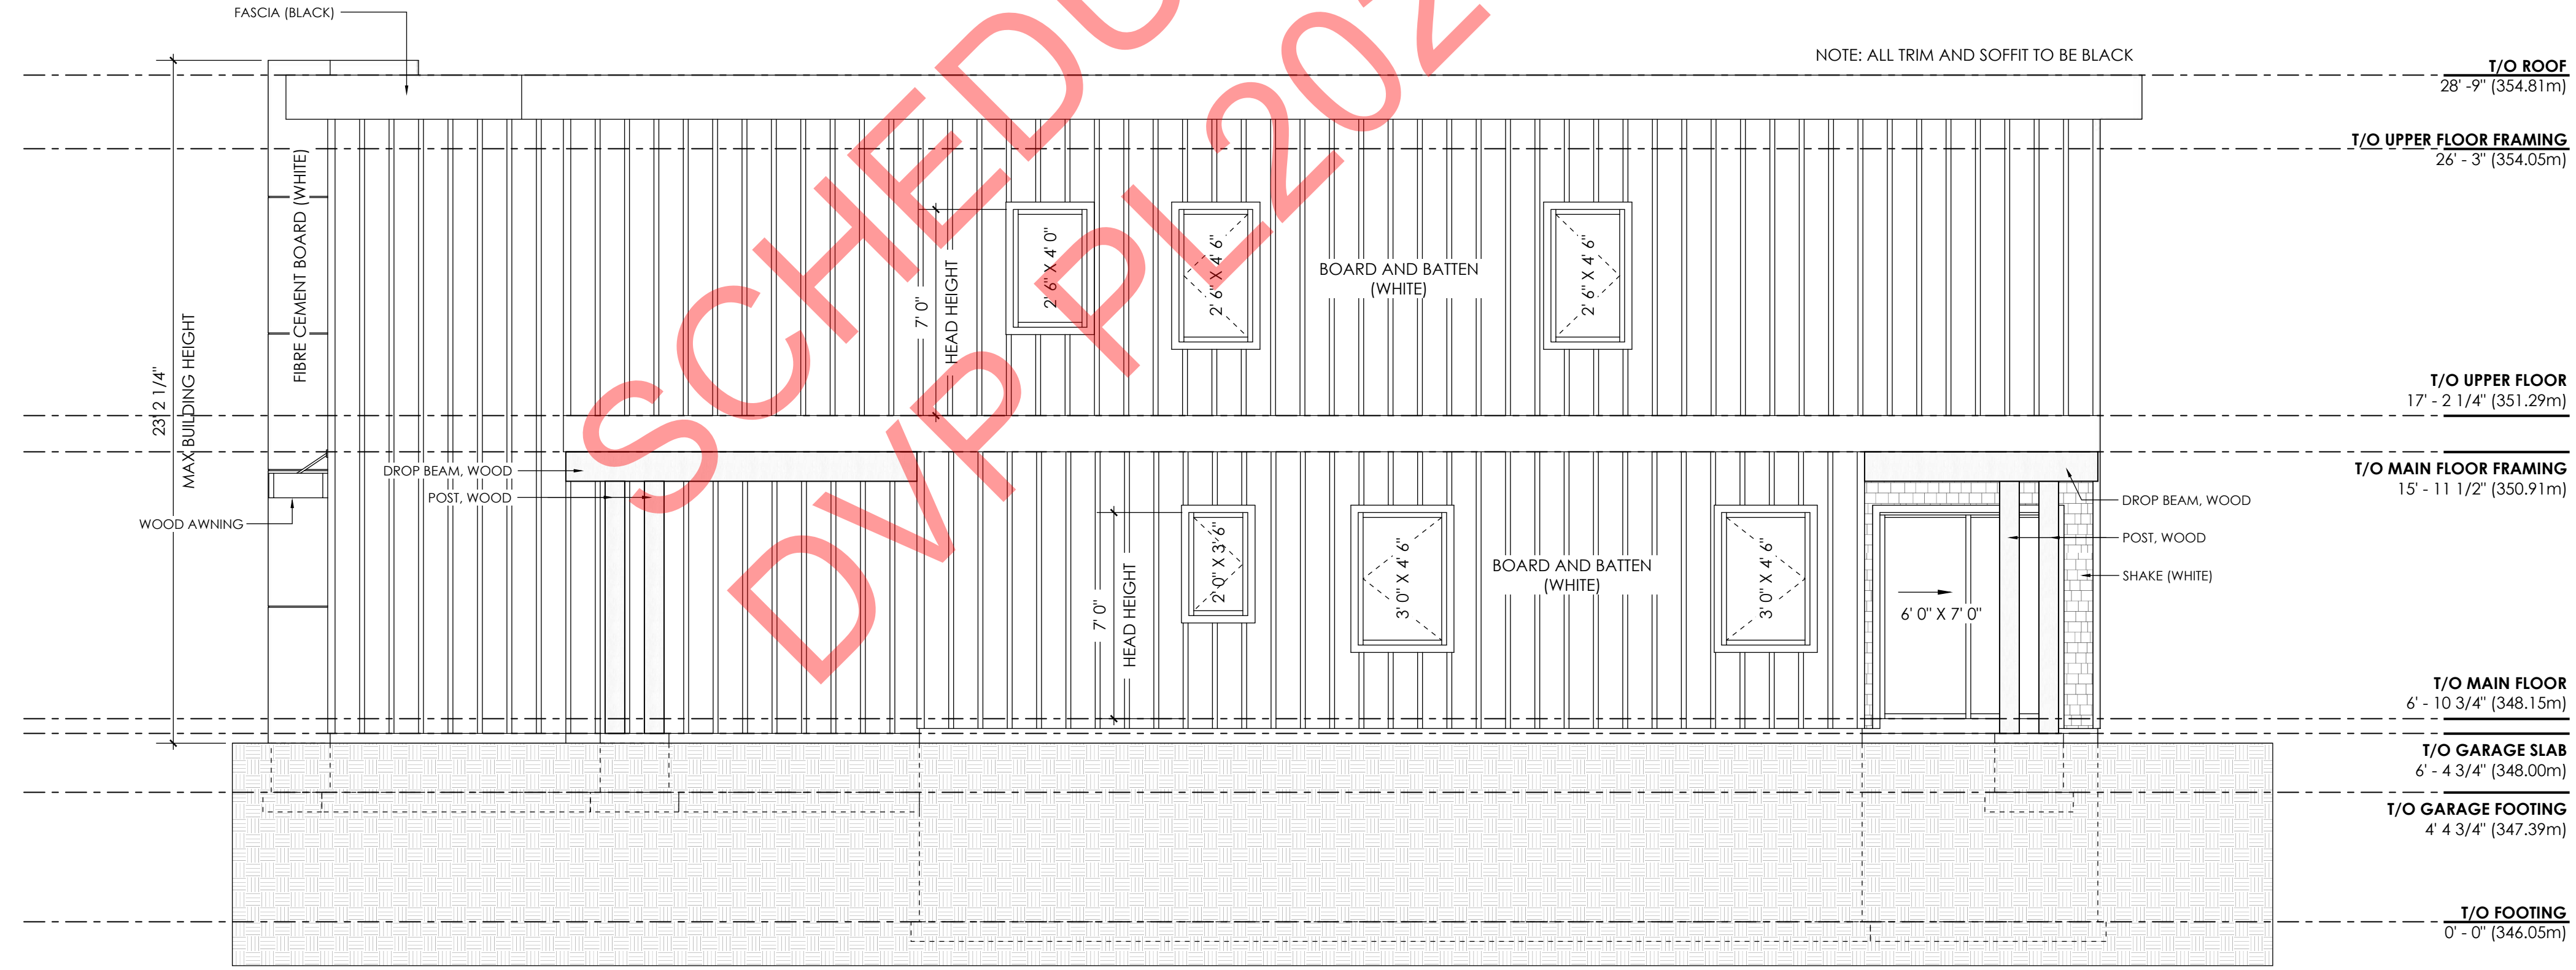 FASCIA (BLACK)
NOTE: ALL TRIM AND SOFFIT TO BE BLACK
T/O ROOF
28' -9" (354.81m)
T/O UPPER FLOOR FRAMING
26' - 3" (354.05m)
FIBRE CEMENT BOARD (WHITE)
23' 2 1/4"
MAX BUILDING HEIGHT
7' 0"
HEAD HEIGHT
2' 6" X 4' 0"
2' 6" X 4' 6"
BOARD AND BATTEN
(WHITE)
2' 6" X 4' 6"
T/O UPPER FLOOR
17' - 2 1/4" (351.29m)
T/O MAIN FLOOR FRAMING
15' - 11 1/2" (350.91m)
DROP BEAM, WOOD
POST, WOOD
WOOD AWNING
7' 0"
HEAD HEIGHT
2' 0" X 3' 6"
3' 0" X 4' 6"
BOARD AND BATTEN
(WHITE)
3' 0" X 4' 6"
6' 0" X 7' 0"
DROP BEAM, WOOD
POST, WOOD
SHAKE (WHITE)
T/O MAIN FLOOR
6' - 10 3/4" (348.15m)
T/O GARAGE SLAB
6' - 4 3/4" (348.00m)
T/O GARAGE FOOTING
4' 4 3/4" (347.39m)
T/O FOOTING
0' - 0" (346.05m)
DVP